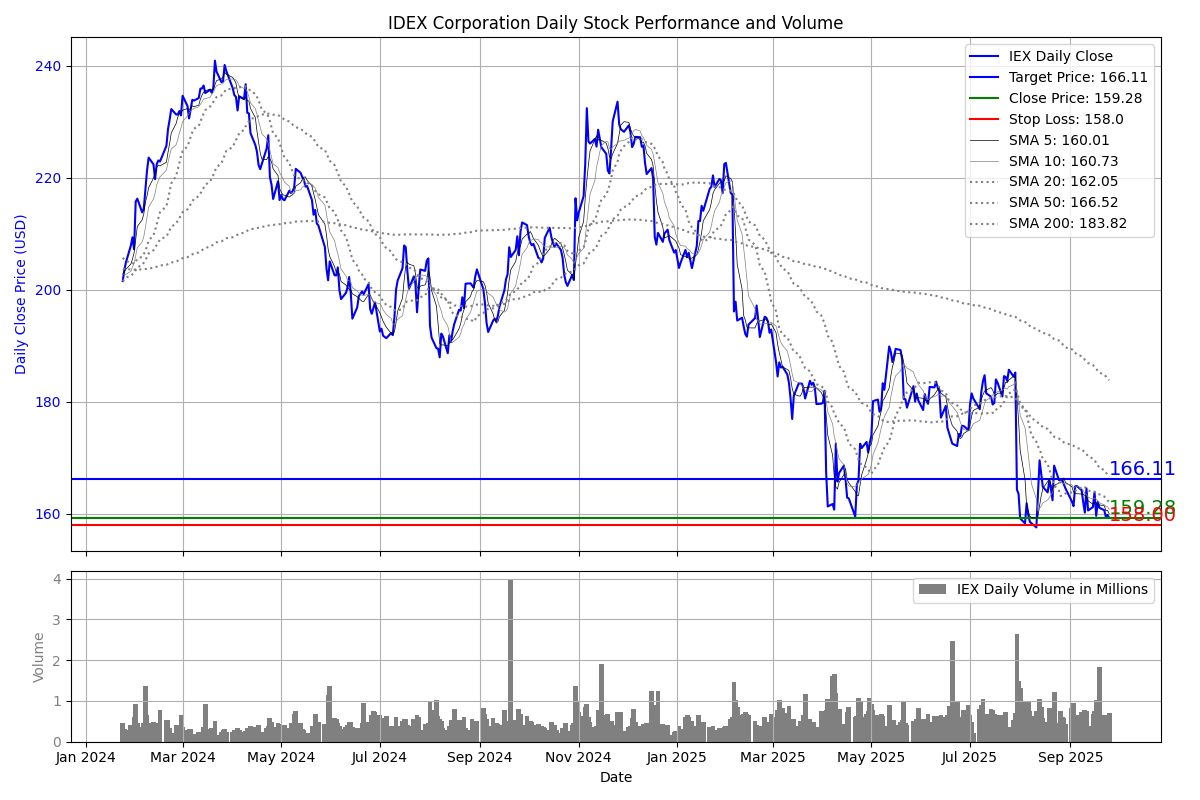 IDEX Corporation Daily Stock Performance and Volume
Daily Close Price (USD)
240
220
200
180
160
IEX Daily Close
Target Price: 166.11
Close Price: 159.28
Stop Loss: 158.0
SMA 5: 160.01
SMA 10: 160.73
SMA 20: 162.05
SMA 50: 166.52
SMA 200: 183.82
166.11
159.28
158.00
Volume
4
3
2
1
0
IEX Daily Volume in Millions
Jan 2024 Mar 2024 May 2024 Jul 2024 Sep 2024 Nov 2024 Jan 2025 Mar 2025 May 2025 Jul 2025 Sep 2025
Date